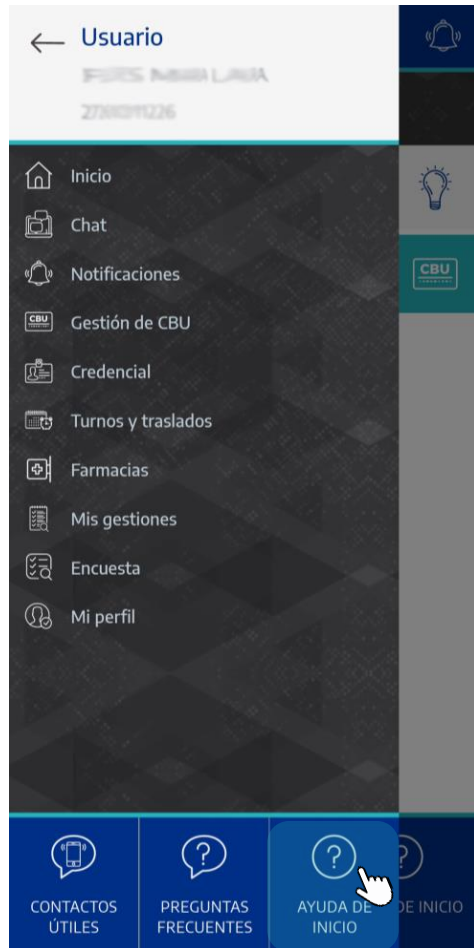 Usuario
Inicio
Chat
Notificaciones
CBU
Gestión de CBU
CBU
Credencial
Turnos y traslados
Farmacias
Mis gestiones
Encuesta
Mi perfil
CONTACTOS
ÚTILES
PREGUNTAS
FRECUENTES
AYUDA DE
INICIO
DE INICIO